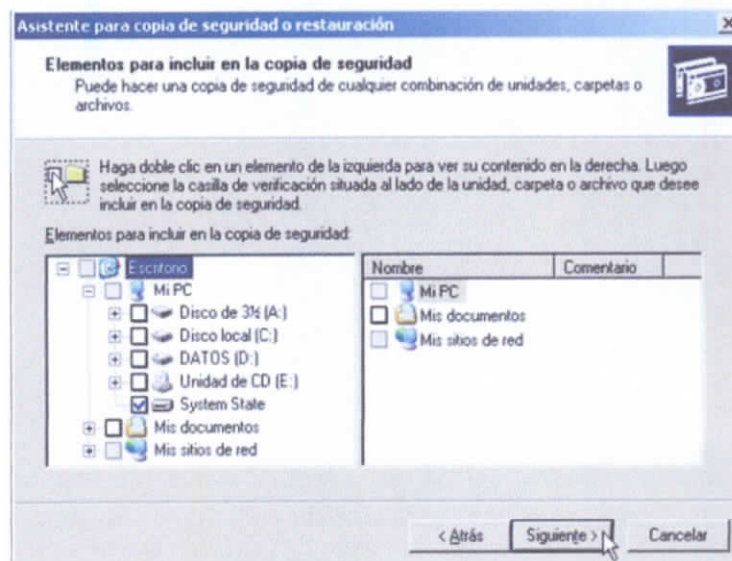 Asistente para copia de seguridad o restauración
Elementos para incluir en la copia de seguridad
Puede hacer una copia de seguridad de cualquier combinación de unidades, carpetas o
archivos.
Haga doble clic en un elemento de la izquierda para ver su contenido en la derecha. Luego
seleccione la casilla de verificación situada al lado de la unidad, carpeta o archivo que desee
incluir en la copia de seguridad.
Elementos para incluir en la copia de seguridad:
Escritorio
Mi PC
Disco de 3½ (A:)
Disco local (C:)
DATOS (D:)
Unidad de CD (E:)
System State
Mis documentos
Mis sitios de red
Nombre Comentario
Mi PC
Mis documentos
Mis sitios de red
< Atrás Siguiente > Cancelar